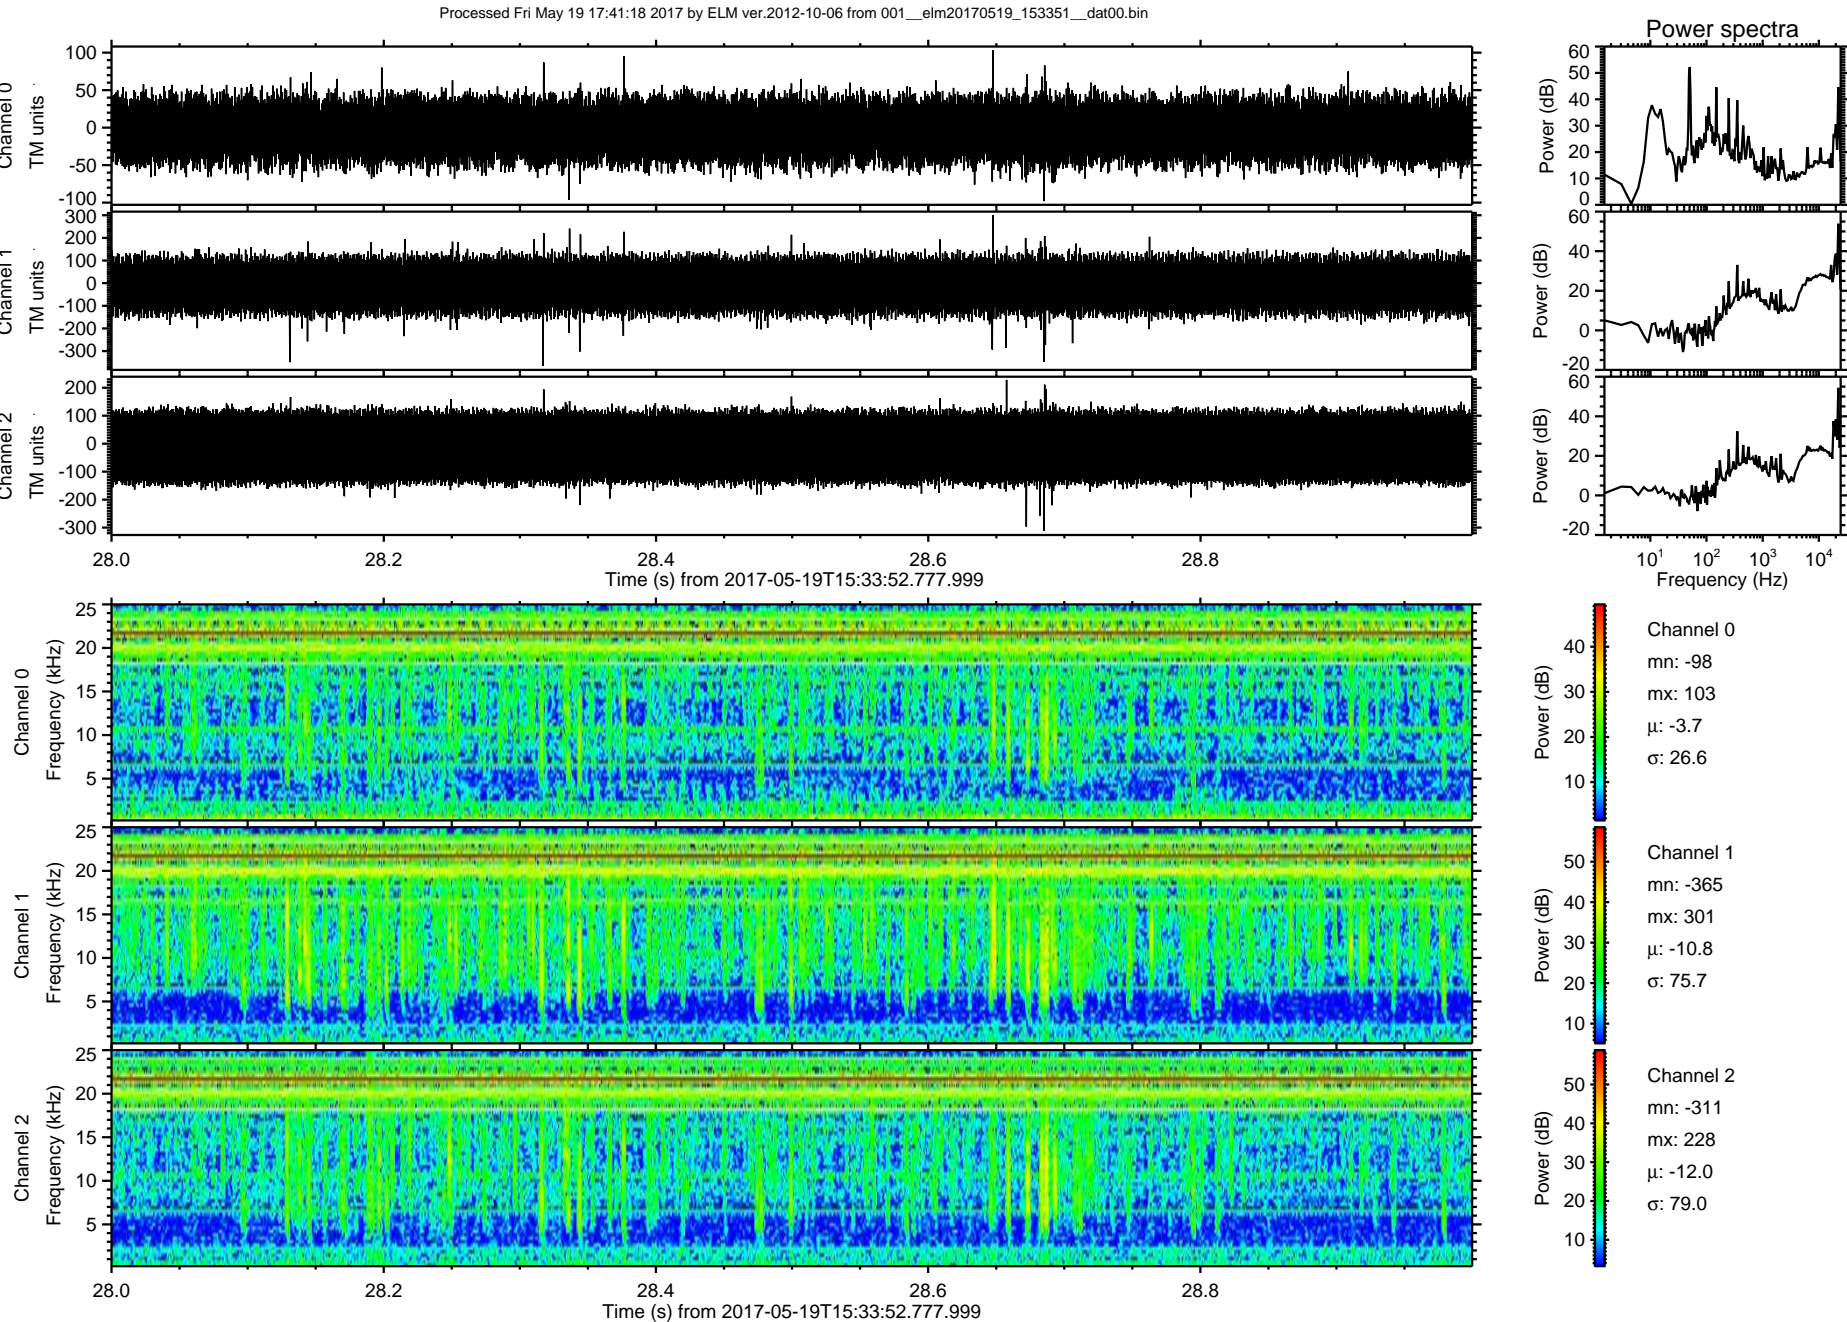 Processed Fri May 19 17:41:18 2017 by ELM ver.2012-10-06 from 001__elm20170519_153351__dat00.bin
Power spectra
Channel 0
TM units
100
50
0
-50
-100
Power (dB)
60
50
40
30
20
10
0
Channel 1
TM units
300
200
100
0
-100
-200
-300
Power (dB)
60
40
20
0
-20
Channel 2
TM units
200
100
0
-100
-200
-300
Power (dB)
60
40
20
0
-20
28.0 28.2 28.4 28.6 28.8
Time (s) from 2017-05-19T15:33:52.777.999
10^1 10^2 10^3 10^4
Frequency (Hz)
Channel 0
Frequency (kHz)
25
20
15
10
5
Power (dB)
40
30
20
10
Channel 0
mn: -98
mx: 103
μ: -3.7
σ: 26.6
Channel 1
Frequency (kHz)
25
20
15
10
5
Power (dB)
50
40
30
20
10
Channel 1
mn: -365
mx: 301
μ: -10.8
σ: 75.7
Channel 2
Frequency (kHz)
25
20
15
10
5
Power (dB)
50
40
30
20
10
Channel 2
mn: -311
mx: 228
μ: -12.0
σ: 79.0
28.0 28.2 28.4 28.6 28.8
Time (s) from 2017-05-19T15:33:52.777.999